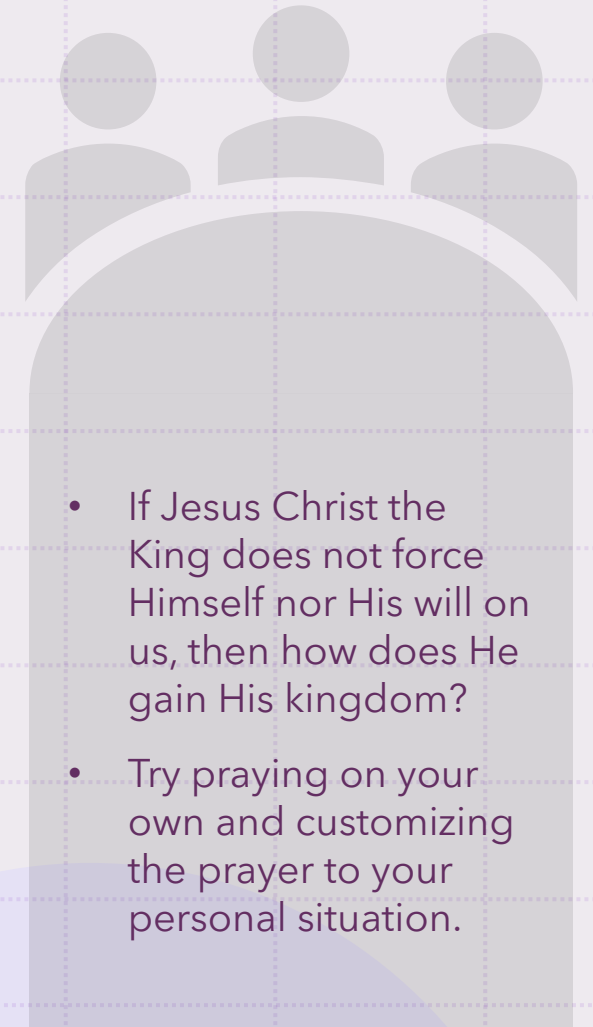 • If Jesus Christ the
King does not force
Himself nor His will on
us, then how does He
gain His kingdom?
• Try praying on your
own and customizing
the prayer to your
personal situation.